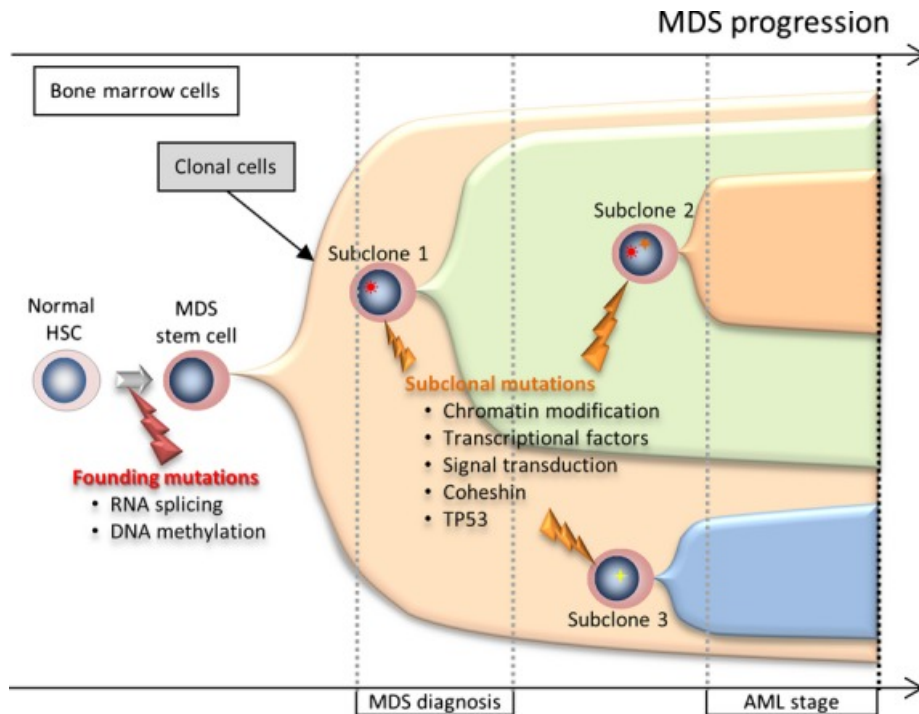 MDS progression
Bone marrow cells
Clonal cells
Subclone 1
Subclone 2
Normal
HSC
MDS
stem cell
Subclonal mutations
• Chromatin modification
• Transcriptional factors
• Signal transduction
• Coheshin
• TP53
Founding mutations
• RNA splicing
• DNA methylation
Subclone 3
MDS diagnosis
AML stage